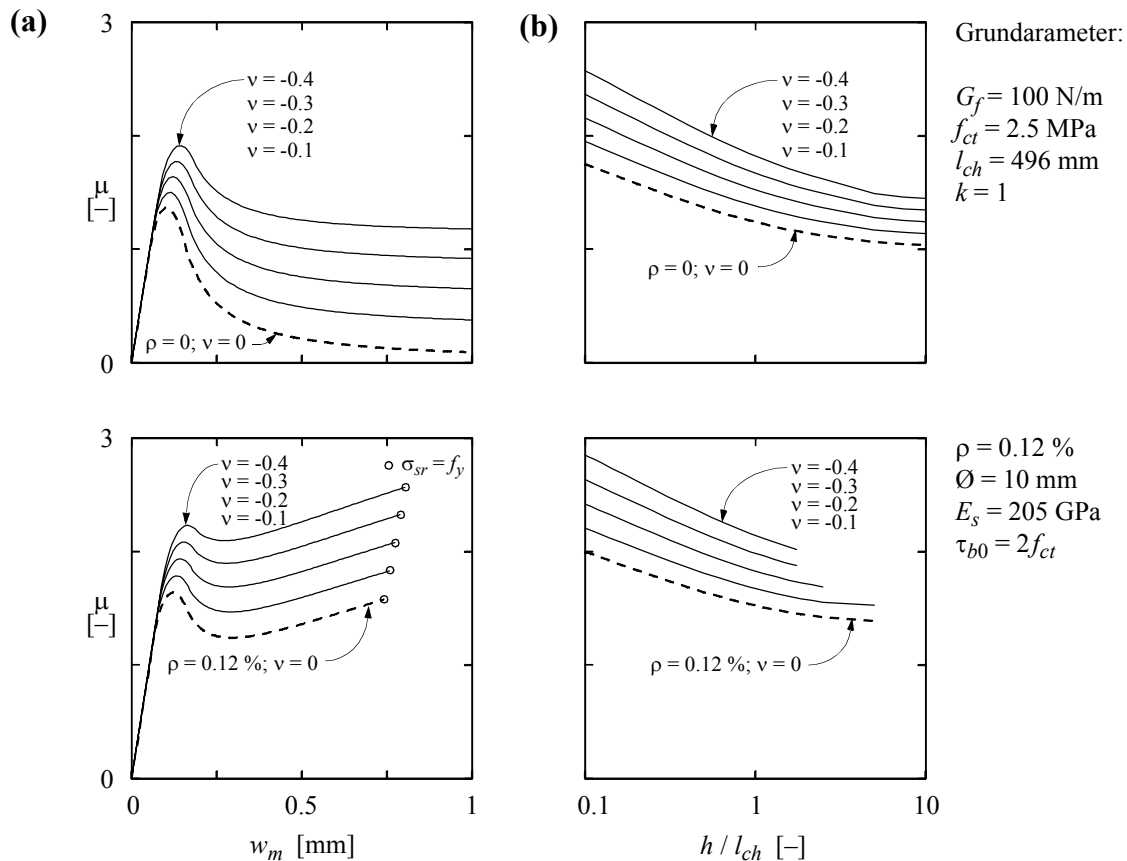 (a)
3
ν = -0.4
ν = -0.3
ν = -0.2
ν = -0.1
μ
[–]
ρ = 0; ν = 0
0
(b)
ν = -0.4
ν = -0.3
ν = -0.2
ν = -0.1
ρ = 0; ν = 0
Grundarameter:
G_f = 100 N/m
f_ct = 2.5 MPa
l_ch = 496 mm
k = 1
3
ν = -0.4
ν = -0.3
ν = -0.2
ν = -0.1
σ_sr = f_y
μ
[–]
ρ = 0.12 %; ν = 0
0
0 0.5 1
w_m [mm]
ν = -0.4
ν = -0.3
ν = -0.2
ν = -0.1
ρ = 0.12 %; ν = 0
0.1 1 10
h / l_ch [–]
ρ = 0.12 %
Ø = 10 mm
E_s = 205 GPa
τ_b0 = 2f_ct